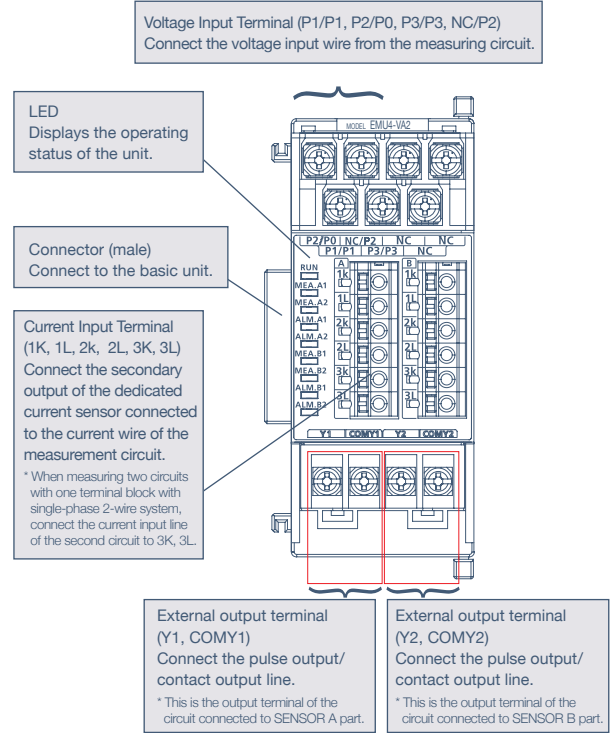 Voltage Input Terminal (P1/P1, P2/P0, P3/P3, NC/P2)
Connect the voltage input wire from the measuring circuit.
LED
Displays the operating
status of the unit.
Connector (male)
Connect to the basic unit.
Current Input Terminal
(1K, 1L, 2k, 2L, 3K, 3L)
Connect the secondary
output of the dedicated
current sensor connected
to the current wire of the
measurement circuit.
* When measuring two circuits
with one terminal block with
single-phase 2-wire system,
connect the current input line
of the second circuit to 3K, 3L.
MODEL EMU4-VA2
P2/P0 NC/P2 NC NC
P1/P1 P3/P3 NC
RUN
MEA.A1
MEA.A2
ALM.A1
ALM.A2
MEA.B1
MEA.B2
ALM.B1
ALM.B2
A
1k
1L
2k
2L
3k
3L
B
1k
1L
2k
2L
3k
3L
Y1 COMY1 Y2 COMY2
External output terminal
(Y1, COMY1)
Connect the pulse output/
contact output line.
* This is the output terminal of the
circuit connected to SENSOR A part.
External output terminal
(Y2, COMY2)
Connect the pulse output/
contact output line.
* This is the output terminal of the
circuit connected to SENSOR B part.